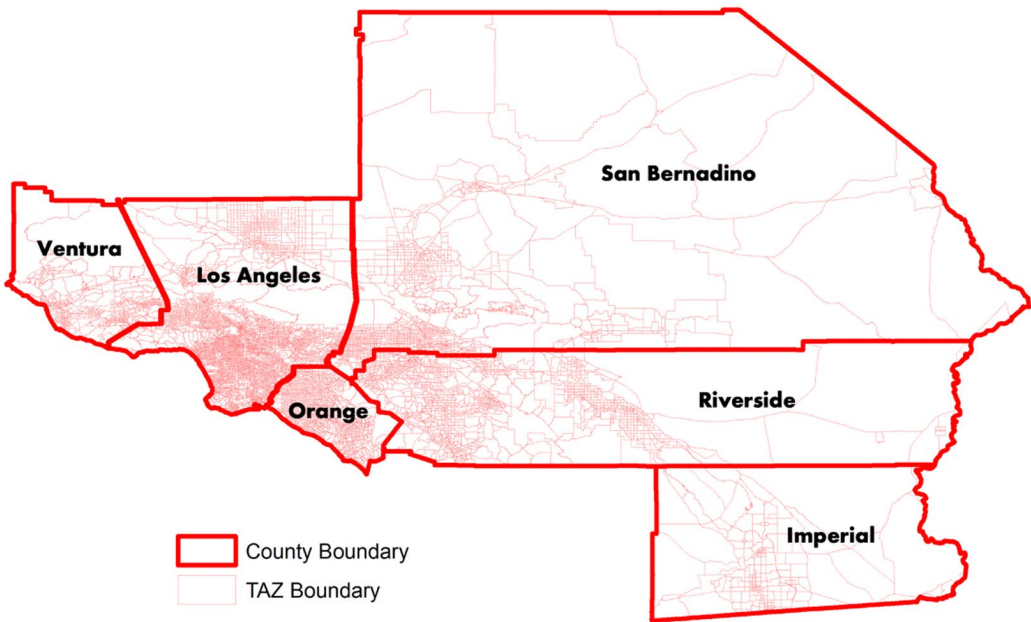 San Bernadino
Ventura
Los Angeles
Riverside
Orange
Imperial
County Boundary
TAZ Boundary